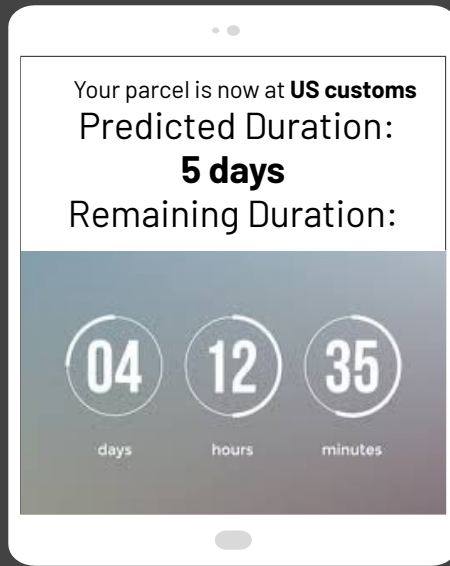 Your parcel is now at US customs
Predicted Duration:
5 days
Remaining Duration:
04 12 35
days hours minutes